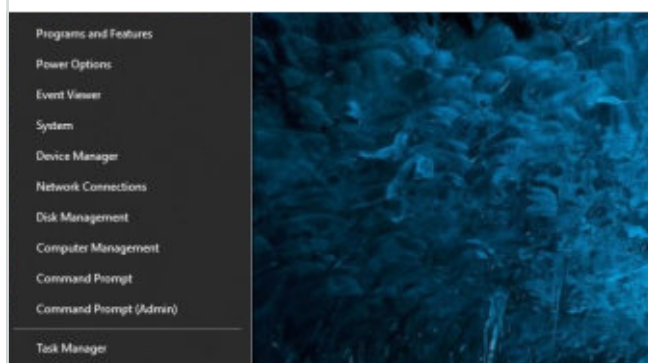 Programs and Features
Power Options
Event Viewer
System
Device Manager
Network Connections
Disk Management
Computer Management
Command Prompt
Command Prompt (Admin)
Task Manager